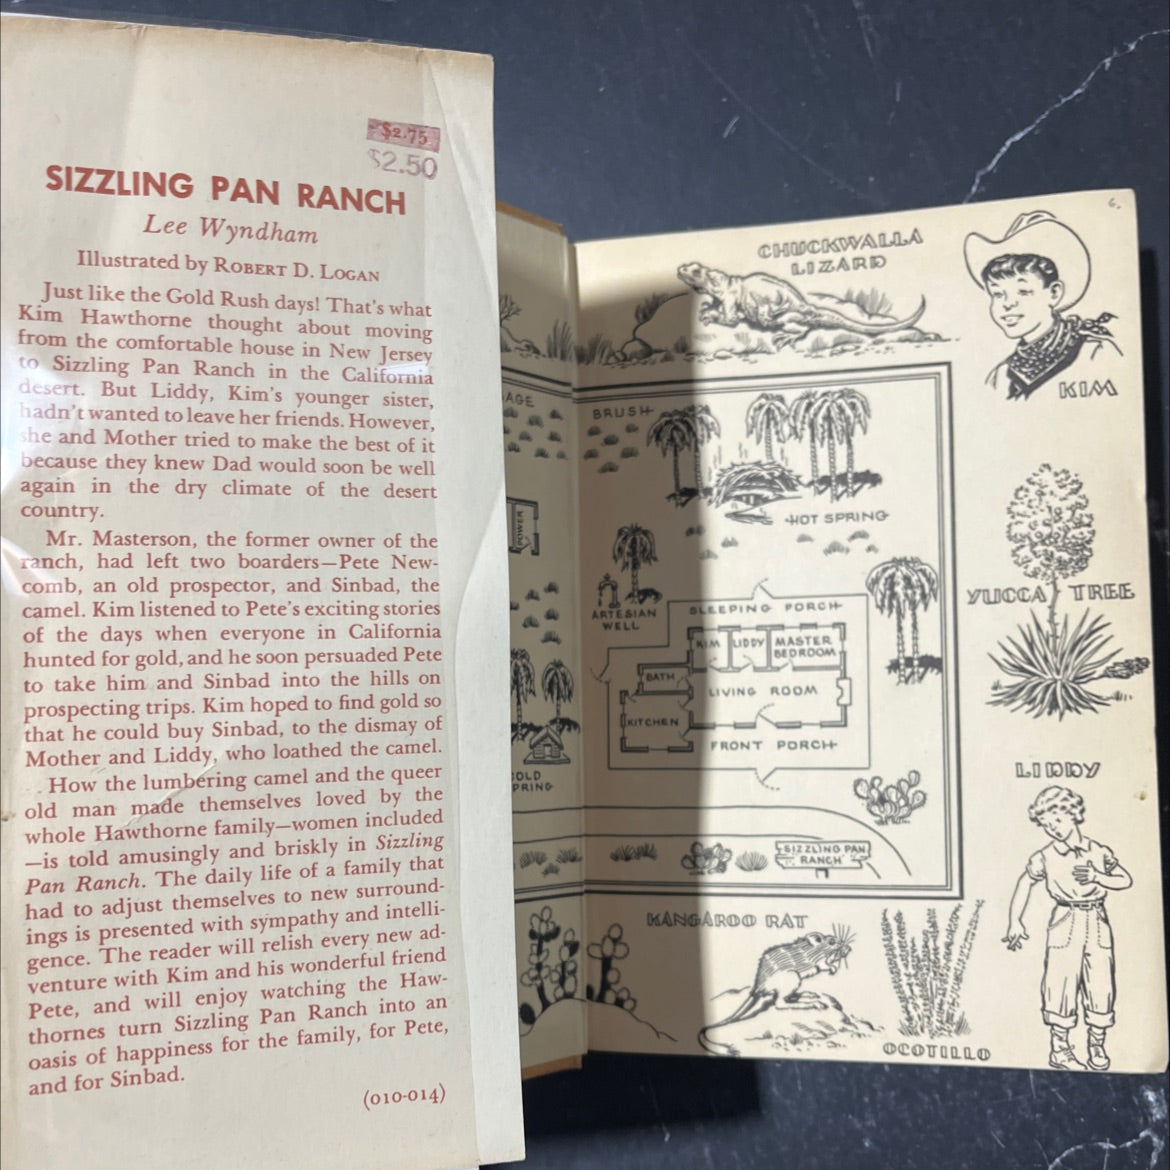 $2.75
$2.50
SIZZLING PAN RANCH
Lee Wyndham
Illustrated by ROBERT D. LOGAN
Just like the Gold Rush days! That's what
Kim Hawthorne thought about moving
from the comfortable house in New Jersey
to Sizzling Pan Ranch in the California
desert. But Liddy, Kim's younger sister,
hadn't wanted to leave her friends. However,
she and Mother tried to make the best of it
because they knew Dad would soon be well
again in the dry climate of the desert
country.
Mr. Masterson, the former owner of the
ranch, had left two boarders—Pete New-
comb, an old prospector, and Sinbad, the
camel. Kim listened to Pete's exciting stories
of the days when everyone in California
hunted for gold, and he soon persuaded Pete
to take him and Sinbad into the hills on
prospecting trips. Kim hoped to find gold so
that he could buy Sinbad, to the dismay of
Mother and Liddy, who loathed the camel.
How the lumbering camel and the queer
old man made themselves loved by the
whole Hawthorne family—women included
—is told amusingly and briskly in Sizzling
Pan Ranch. The daily life of a family that
had to adjust themselves to new surround-
ings is presented with sympathy and intelli-
gence. The reader will relish every new ad-
venture with Kim and his wonderful friend
Pete, and will enjoy watching the Haw-
thornes turn Sizzling Pan Ranch into an
oasis of happiness for the family, for Pete,
and for Sinbad.
(010-014)
6.
CHUCKWALLA
LIZARD
KIM
AGE
BRUSH
HOT SPRING
POWER
ARTESIAN
WELL
SLEEPING PORCH
KIM
LIDDY
MASTER
BEDROOM
BATH
LIVING ROOM
KITCHEN
FRONT PORCH
OLD
PRING
YUCCA TREE
LIDDY
SIZZLING PAN
RANCH
KANGAROO RAT
OCOTILLO